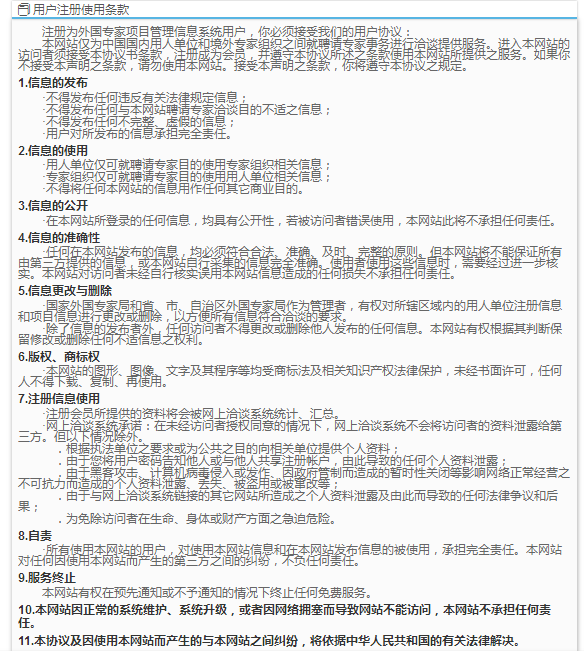 用户注册使用条款
注册为外国专家项目管理信息系统用户，你必须接受我们的用户协议：
本网站仅为中国国内用人单位和境外专家组织之间就聘请专家事务进行洽谈提供服务。进入本网站的
访问者须接受本协议书条款，注册成为会员，并遵守本协议所述之条款使用本网站所提供之服务。如果你
不接受本声明之条款，请勿使用本网站。接受本声明之条款，你将遵守本协议之规定。
1.信息的发布
·不得发布任何违反有关法律规定信息；
·不得发布任何与本网站聘请专家洽谈目的不适之信息；
·不得发布任何不完整、虚假的信息；
·用户对所发布的信息承担完全责任。
2.信息的使用
·用人单位仅可就聘请专家目的使用专家组织相关信息；
·专家组织仅可就聘请专家目的使用用人单位相关信息；
·不得将任何本网站的信息用作任何其它商业目的。
3.信息的公开
·在本网站所登录的任何信息，均具有公开性，若被访问者错误使用，本网站此将不承担任何责任。
4.信息的准确性
·任何在本网站发布的信息，均必须符合合法、准确、及时、完整的原则。但本网站将不能保证所有
由第三方提供的信息，或本网站自行采集的信息完全准确。使用者使用这些信息时，需要经过进一步核
实。本网站对访问者未经自行核实误用本网站信息造成的任何损失不承担任何责任。
5.信息更改与删除
·国家外国专家局和省、市、自治区外国专家局作为管理者，有权对所辖区域内的用人单位注册信息
和项目信息进行更改或删除，以方便所有信息符合洽谈的要求。
·除了信息的发布者外，任何访问者不得更改或删除他人发布的任何信息。本网站有权根据其判断保
留修改或删除任何不适信息之权利。
6.版权、商标权
·本网站的图形、图像、文字及其程序等均受商标法及相关知识产权法律保护，未经书面许可，任何
人不得下载、复制、再使用。
7.注册信息使用
·注册会员所提供的资料将会被网上洽谈系统统计、汇总。
·网上洽谈系统承诺：在未经访问者授权同意的情况下，网上洽谈系统不会将访问者的资料泄露给第
三方。但以下情况除外。
．根据执法单位之要求或为公共之目的向相关单位提供个人资料；
．由于您将用户密码告知他人或与他人共享注册帐户，由此导致的任何个人资料泄露；
．由于黑客攻击、计算机病毒侵入或发作、因政府管制而造成的暂时性关闭等影响网络正常经营之
不可抗力而造成的个人资料泄露、丢失、被盗用或被窜改等；
．由于与网上洽谈系统链接的其它网站所造成之个人资料泄露及由此而导致的任何法律争议和后
果；
．为免除访问者在生命、身体或财产方面之急迫危险。
8.自责
·所有使用本网站的用户，对使用本网站信息和在本网站发布信息的被使用，承担完全责任。本网站
对任何因使用本网站而产生的第三方之间的纠纷，不负任何责任。
9.服务终止
本网站有权在预先通知或不予通知的情况下终止任何免费服务。
10.本网站因正常的系统维护、系统升级，或者因网络拥塞而导致网站不能访问，本网站不承担任何责
任。
11.本协议及因使用本网站而产生的与本网站之间纠纷，将依据中华人民共和国的有关法律解决。